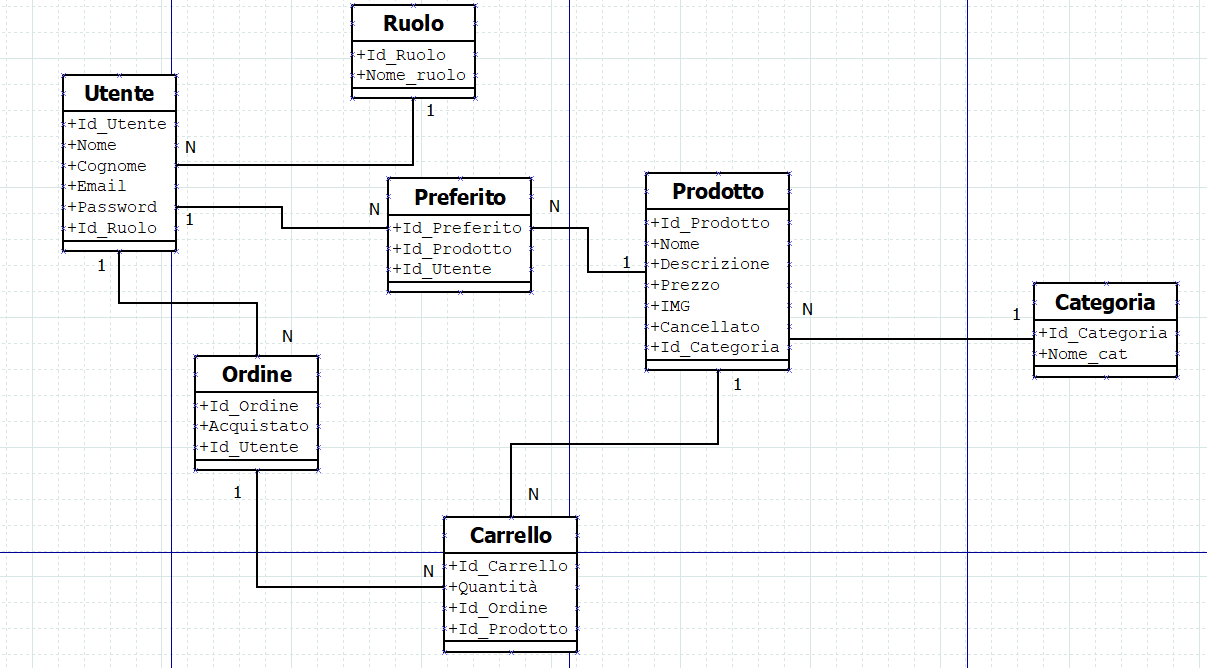 Ruolo
+Id_Ruolo
+Nome_ruolo
1
Utente
+Id_Utente
+Nome
+Cognome
+Email
+Password
+Id_Ruolo
N
1
1
Preferito
+Id_Preferito
+Id_Prodotto
+Id_Utente
N
N
Prodotto
+Id_Prodotto
+Nome
+Descrizione
+Prezzo
+IMG
+Cancellato
+Id_Categoria
1
N
1
Categoria
+Id_Categoria
+Nome_cat
1
N
Ordine
+Id_Ordine
+Acquistato
+Id_Utente
1
N
N
Carrello
+Id_Carrello
+Quantità
+Id_Ordine
+Id_Prodotto